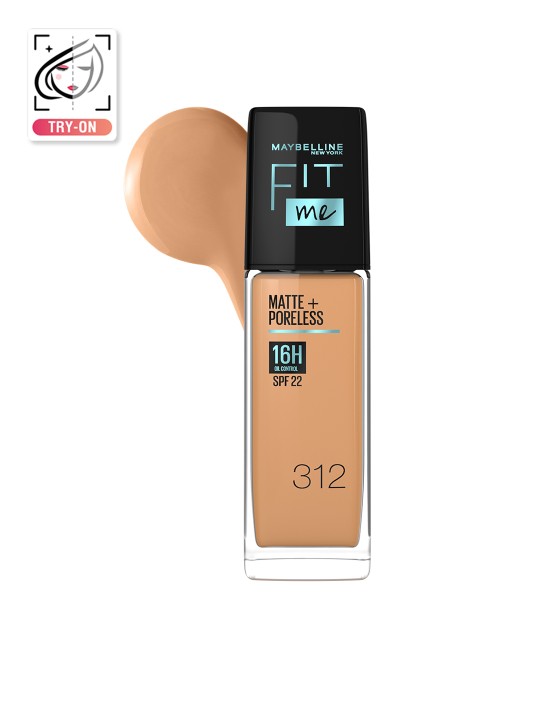 TRY-ON
MAYBELLINE
NEW YORK
FIT
me
MATTE +
PORELESS
16H
OIL CONTROL
SPF 22
312